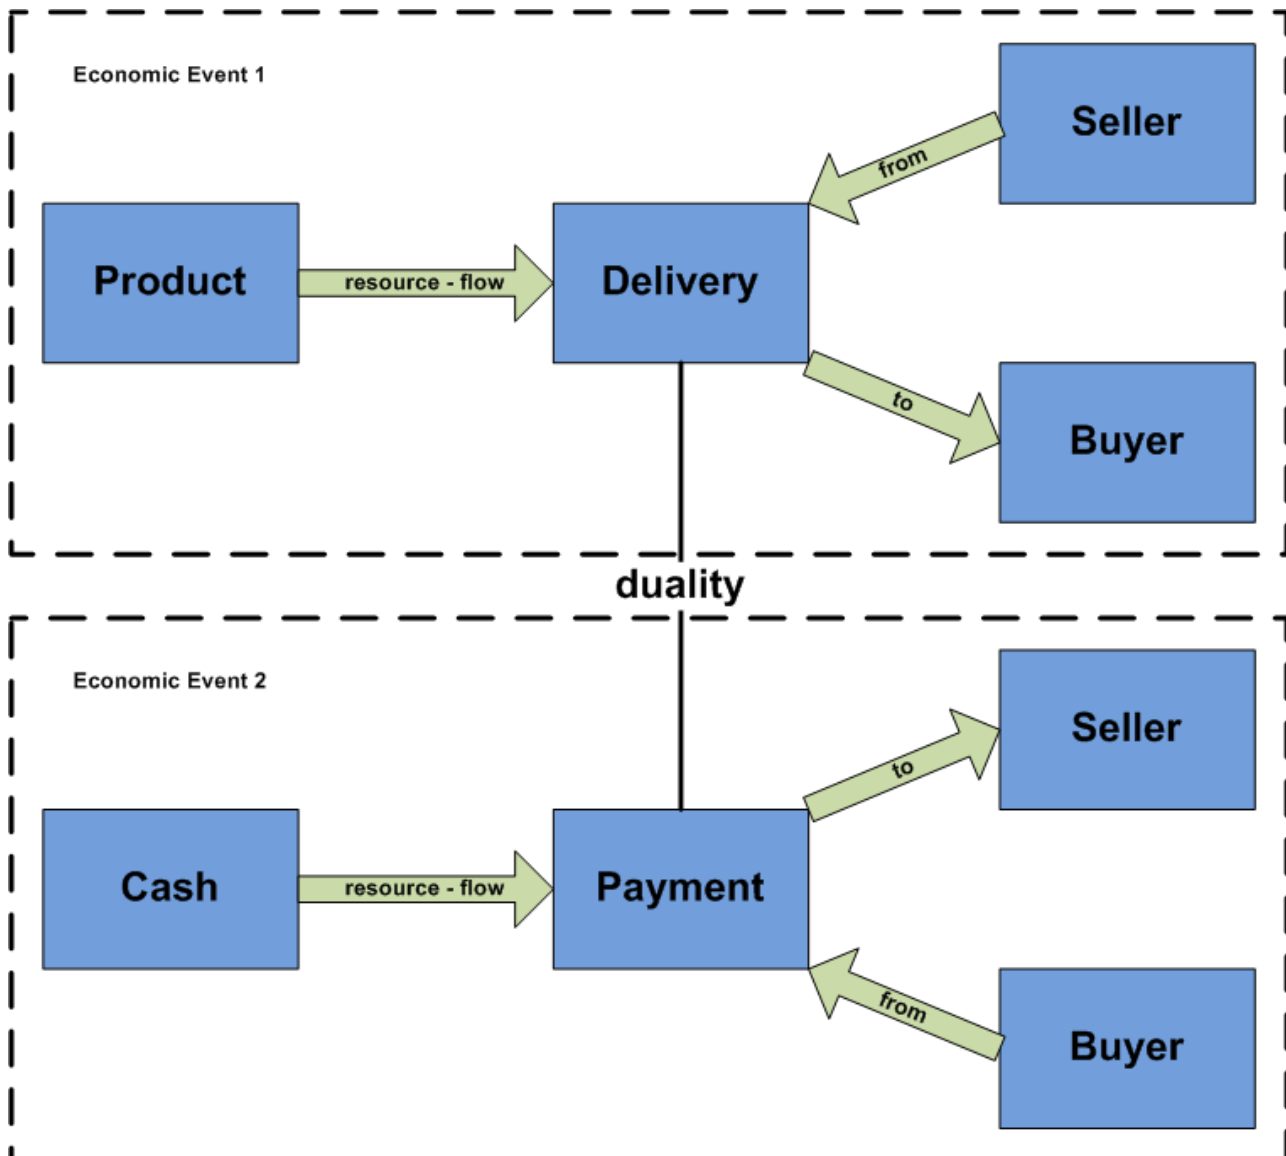 Economic Event 1
Seller
from
Product
resource - flow
Delivery
to
Buyer
duality
Economic Event 2
Seller
to
Cash
resource - flow
Payment
from
Buyer